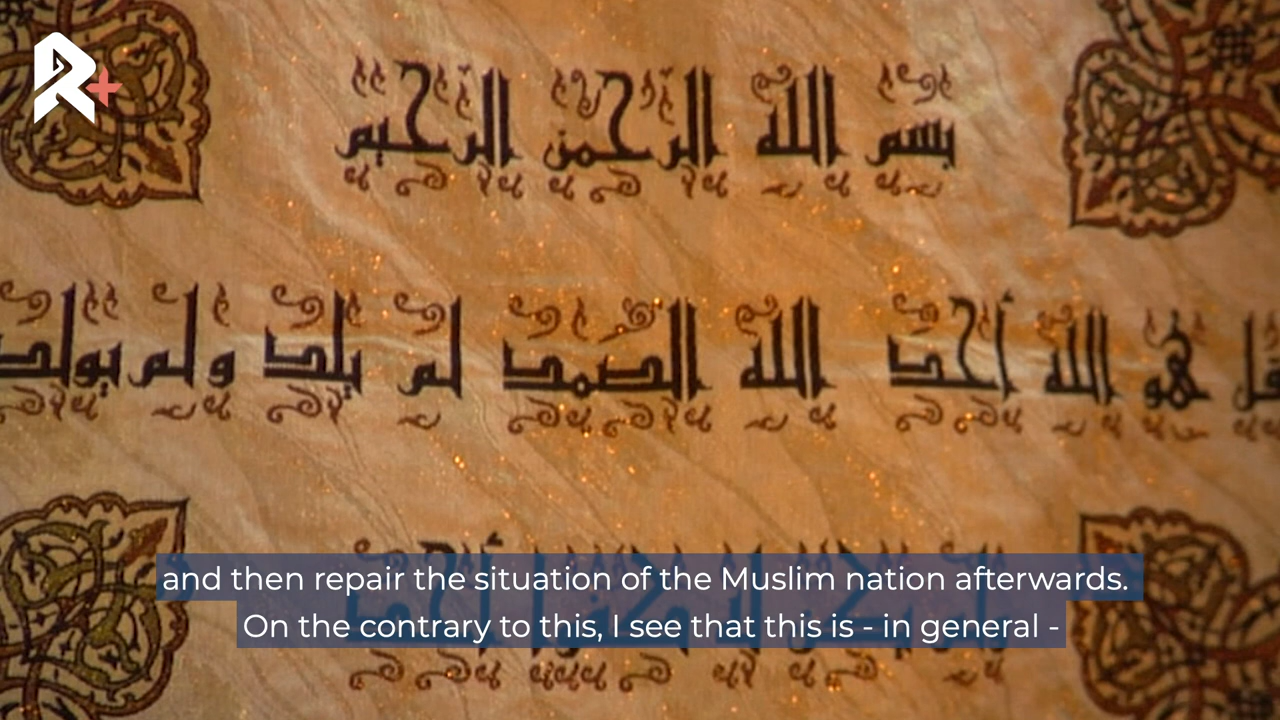 R+
بسم الله الرحمن الرحيم
قل هو الله أحد الله الصمد لم يلد ولم يولد
and then repair the situation of the Muslim nation afterwards.
On the contrary to this, I see that this is - in general -